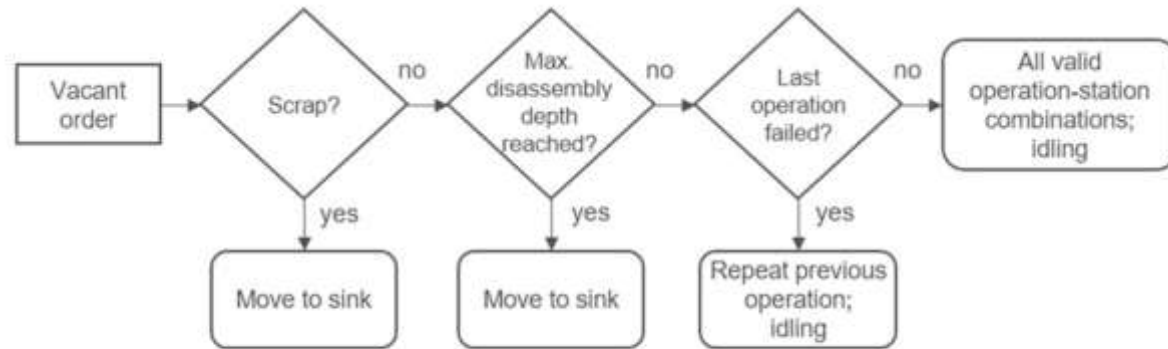 Vacant
order
Scrap?
no
Max.
disassembly
depth
reached?
no
Last
operation
failed?
no
All valid
operation-station
combinations;
idling
yes
Move to sink
yes
Move to sink
yes
Repeat previous
operation;
idling